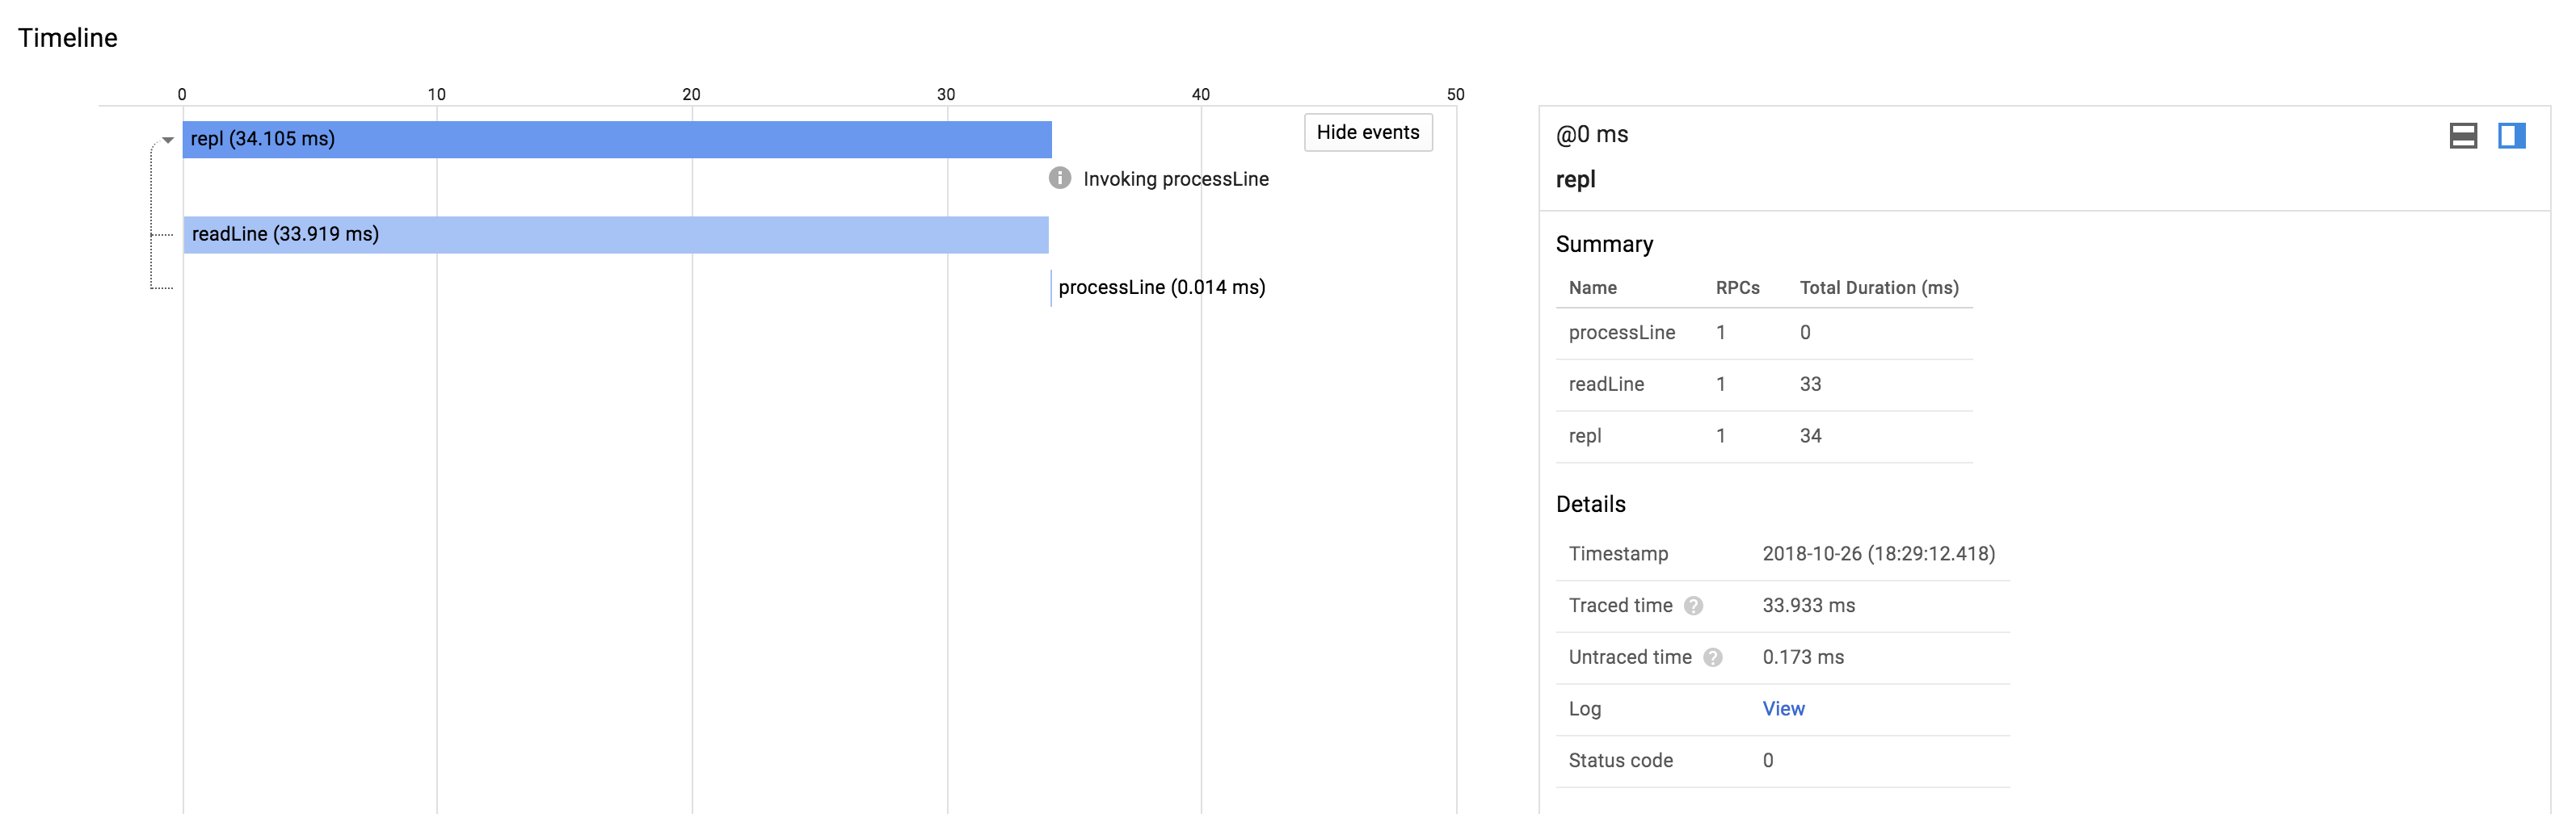 Timeline
0 10 20 30 40 50
repl (34.105 ms)
Hide events
Invoking processLine
readLine (33.919 ms)
processLine (0.014 ms)
@0 ms
repl
Summary
Name RPCs Total Duration (ms)
processLine 1 0
readLine 1 33
repl 1 34
Details
Timestamp 2018-10-26 (18:29:12.418)
Traced time ? 33.933 ms
Untraced time ? 0.173 ms
Log View
Status code 0